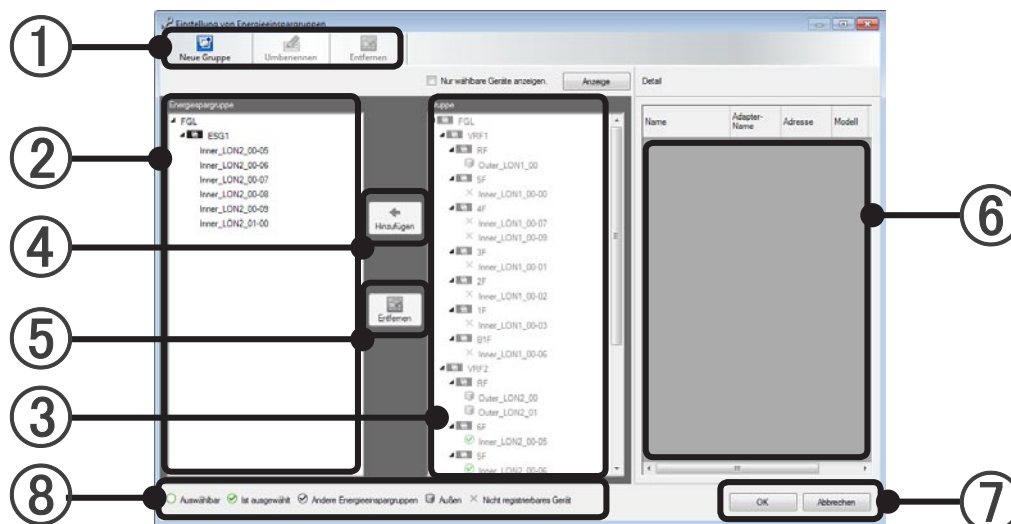 Einstellung von Energieeinspargruppen
①
Neue Gruppe Umbenennen Entfernen
Nur wählbare Geräte anzeigen. Anzeige Detail
②
Energiespargruppe
FGL
ESG1
Inner_LON2_00-05
Inner_LON2_00-06
Inner_LON2_00-07
Inner_LON2_00-08
Inner_LON2_00-09
Inner_LON2_01-00
④
Hinzufügen
⑤
Entfernen
③
ruppe
FGL
VRF1
RF
Outer_LON1_00
5F
Inner_LON1_00-00
4F
Inner_LON1_00-07
Inner_LON1_00-09
3F
Inner_LON1_00-01
2F
Inner_LON1_00-02
1F
Inner_LON1_00-03
B1F
Inner_LON1_00-06
VRF2
RF
Outer_LON2_00
Outer_LON2_01
6F
Inner_LON2_00-05
5F
Inner_LON2_00-06
Name Adapter-Name Adresse Modell
⑥
⑧
Auswählbar Ist ausgewählt Andere Energieeinspargruppen Außen Nicht registrierbares Gerät
OK Abbrechen
⑦